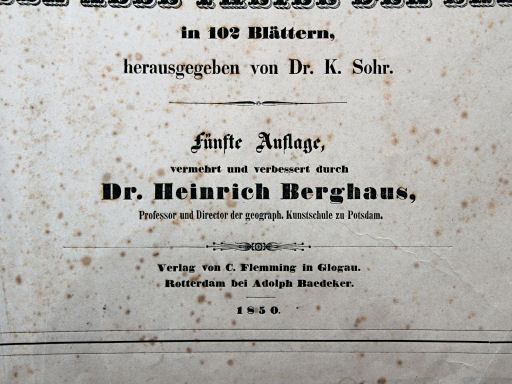 in 102 Blättern,
herausgegeben von Dr. K. Sohr.
Fünfte Auflage,
vermehrt und verbessert durch
Dr. Heinrich Berghaus,
Professor und Director der geograph. Kunstschule zu Potsdam.
Verlag von C. Flemming in Glogau.
Rotterdam bei Adolph Baedeker.
1850.